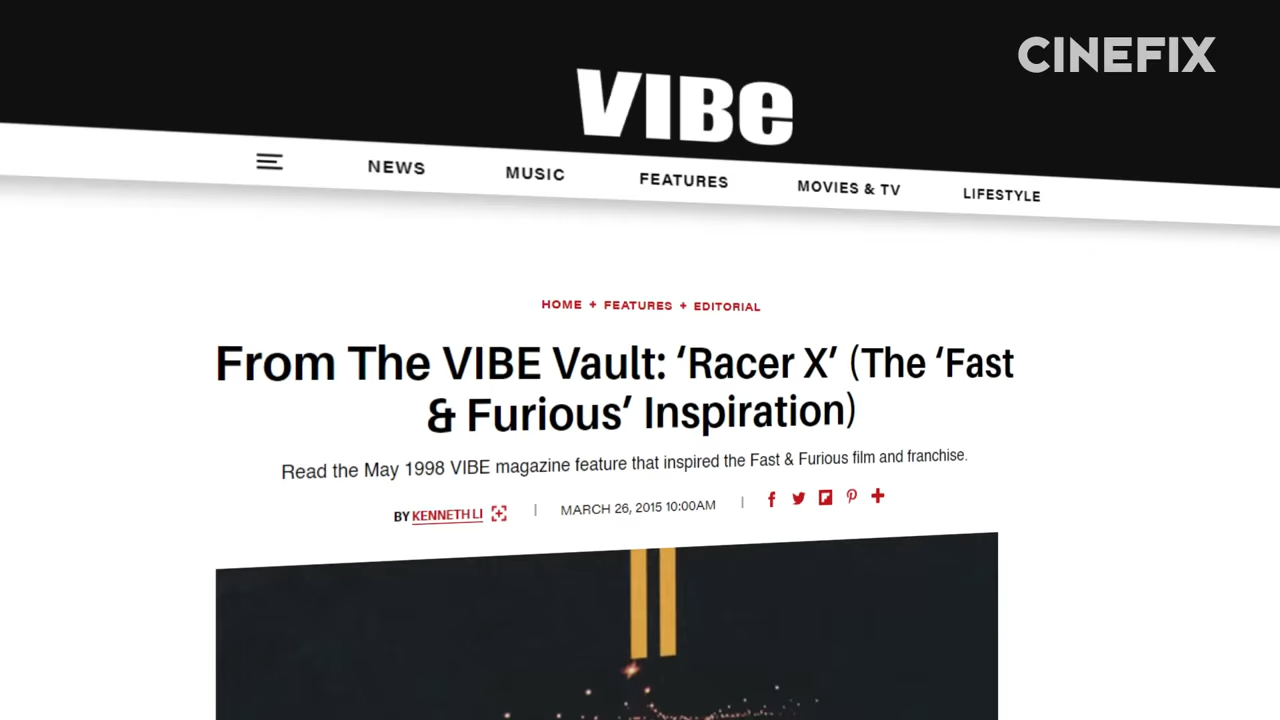 CINEFIX
VIBe
NEWS MUSIC FEATURES MOVIES & TV LIFESTYLE
HOME + FEATURES + EDITORIAL
From The VIBE Vault: ‘Racer X’ (The ‘Fast
& Furious’ Inspiration)
Read the May 1998 VIBE magazine feature that inspired the Fast & Furious film and franchise.
BY KENNETH LI | MARCH 26, 2015 10:00AM |